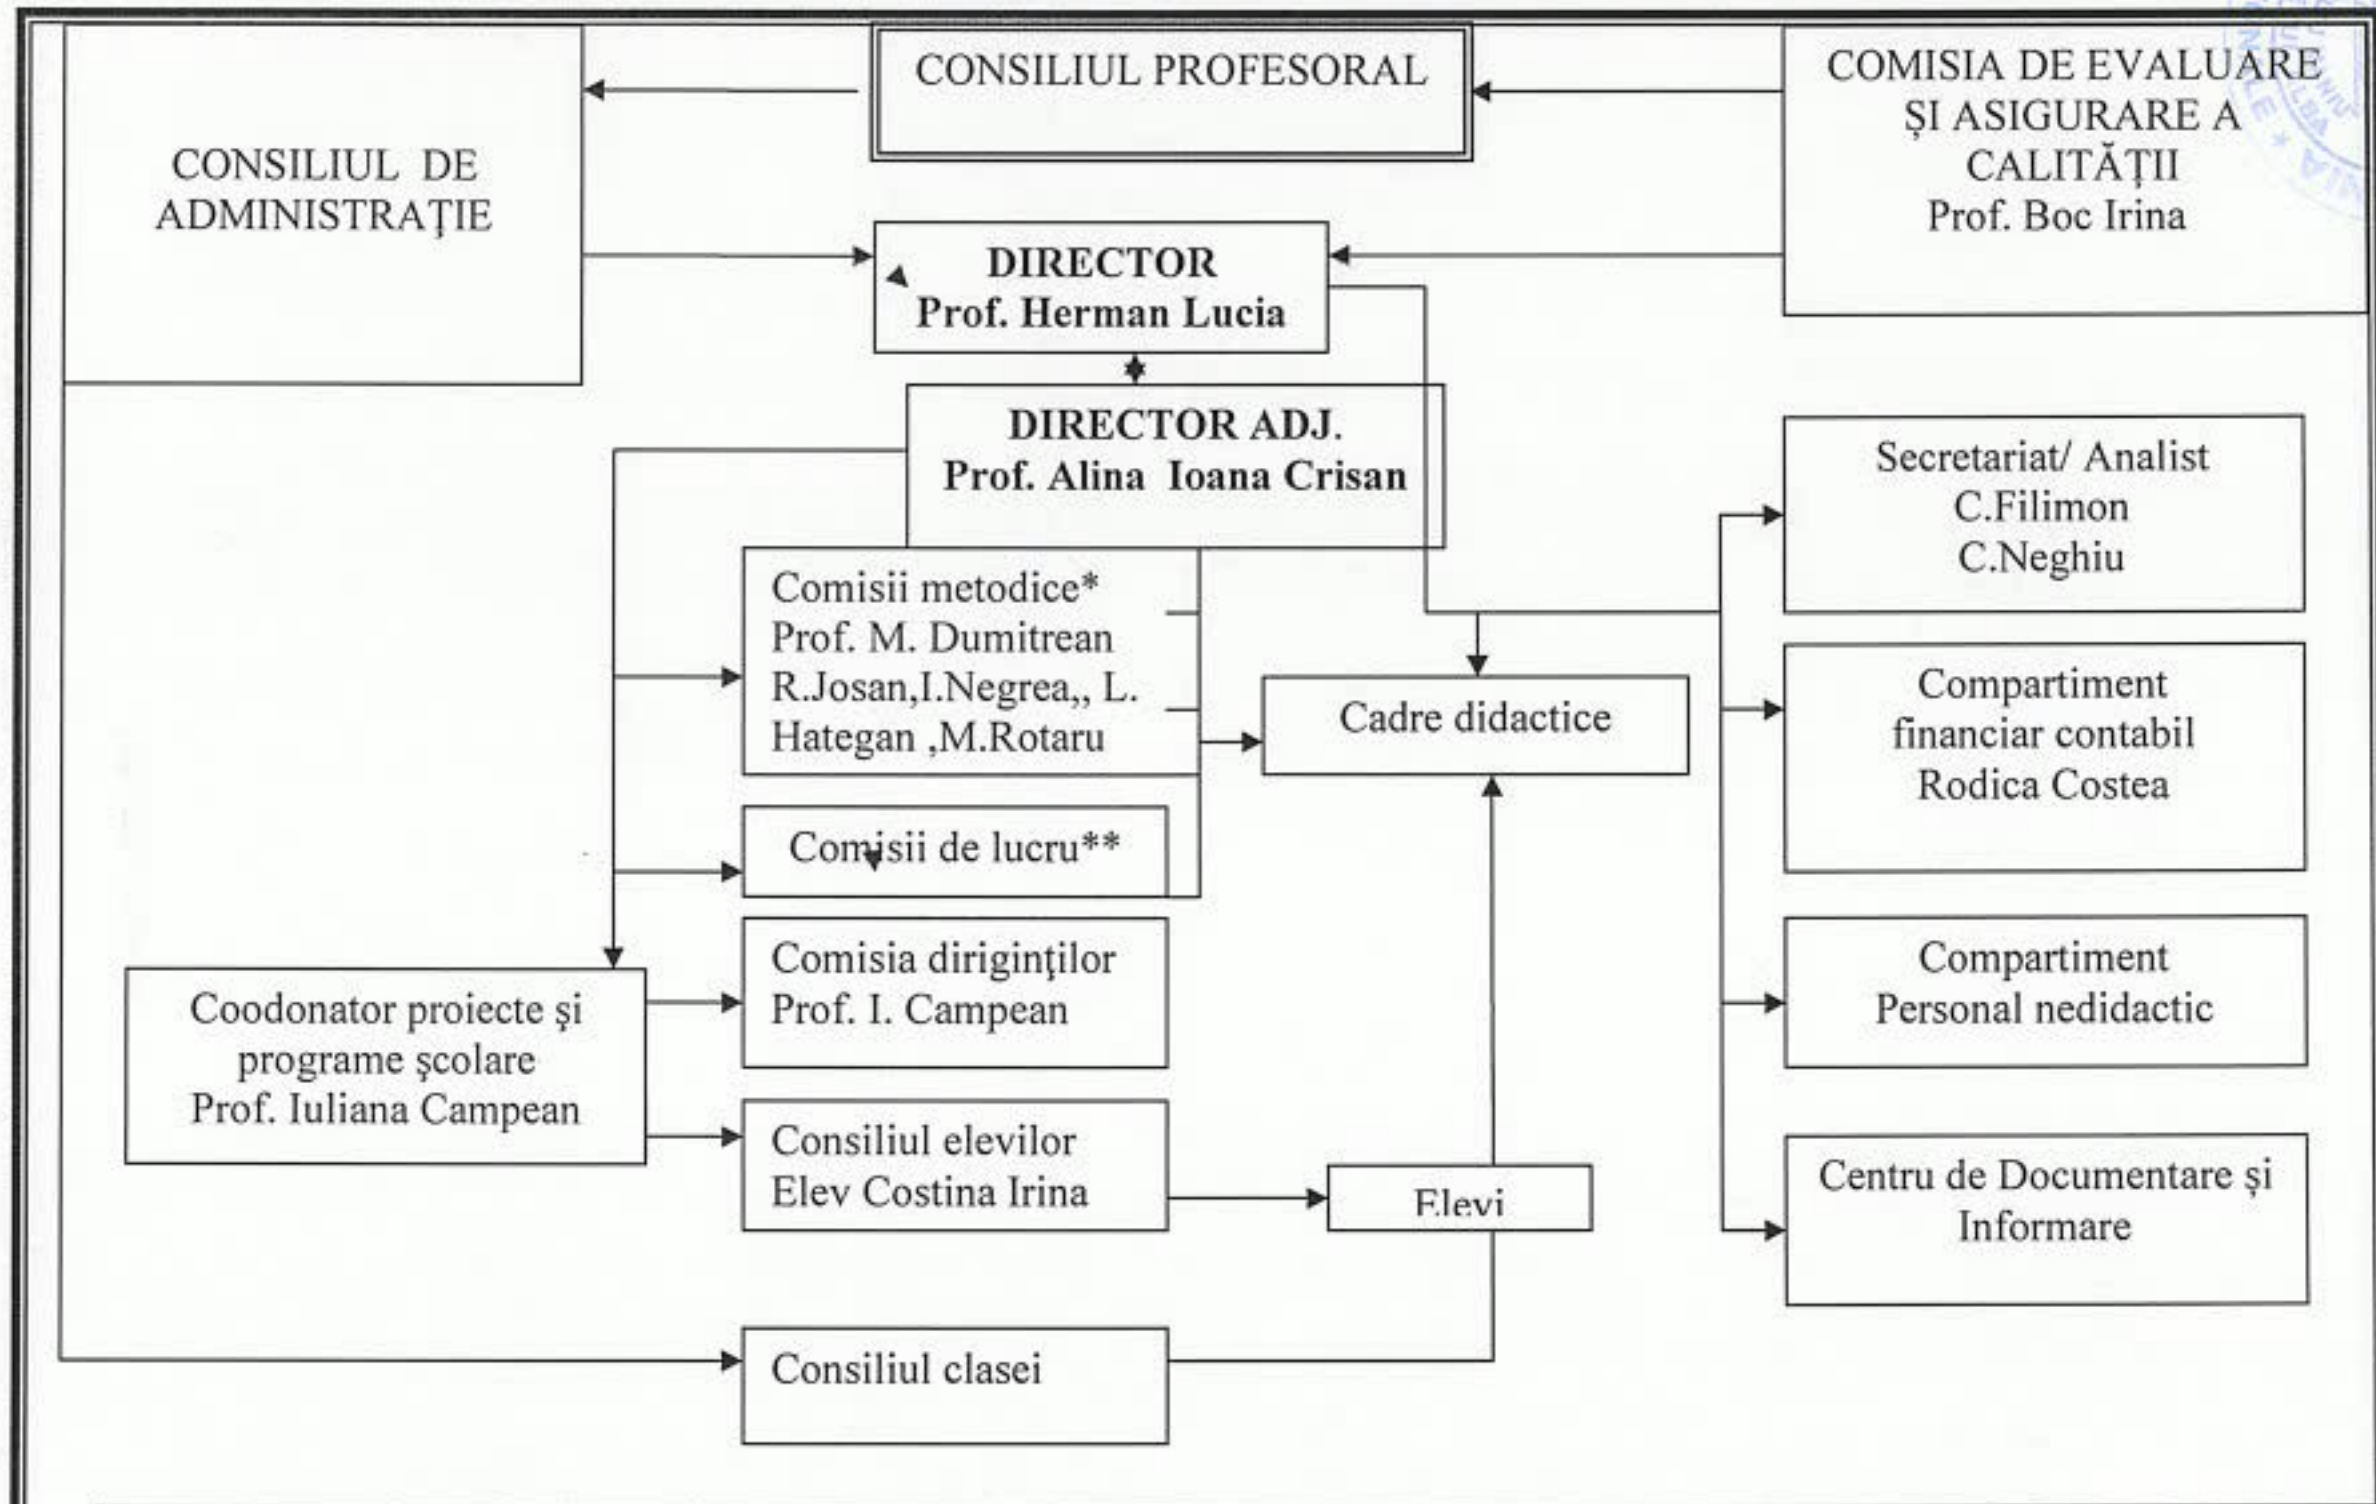 CONSILIUL DE
ADMINISTRAŢIE
CONSILIUL PROFESORAL
COMISIA DE EVALUARE
ȘI ASIGURARE A
CALITĂȚII
Prof. Boc Irina
DIRECTOR
Prof. Herman Lucia
DIRECTOR ADJ.
Prof. Alina Ioana Crisan
Secretariat/ Analist
C.Filimon
C.Neghiu
Comisii metodice*
Prof. M. Dumitrean
R.Josan,I.Negrea,, L.
Hategan ,M.Rotaru
Cadre didactice
Compartiment
financiar contabil
Rodica Costea
Comisii de lucru**
Comisia diriginţilor
Prof. I. Campean
Compartiment
Personal nedidactic
Coodonator proiecte şi
programe şcolare
Prof. Iuliana Campean
Consiliul elevilor
Elev Costina Irina
Elevi
Centru de Documentare și
Informare
Consiliul clasei